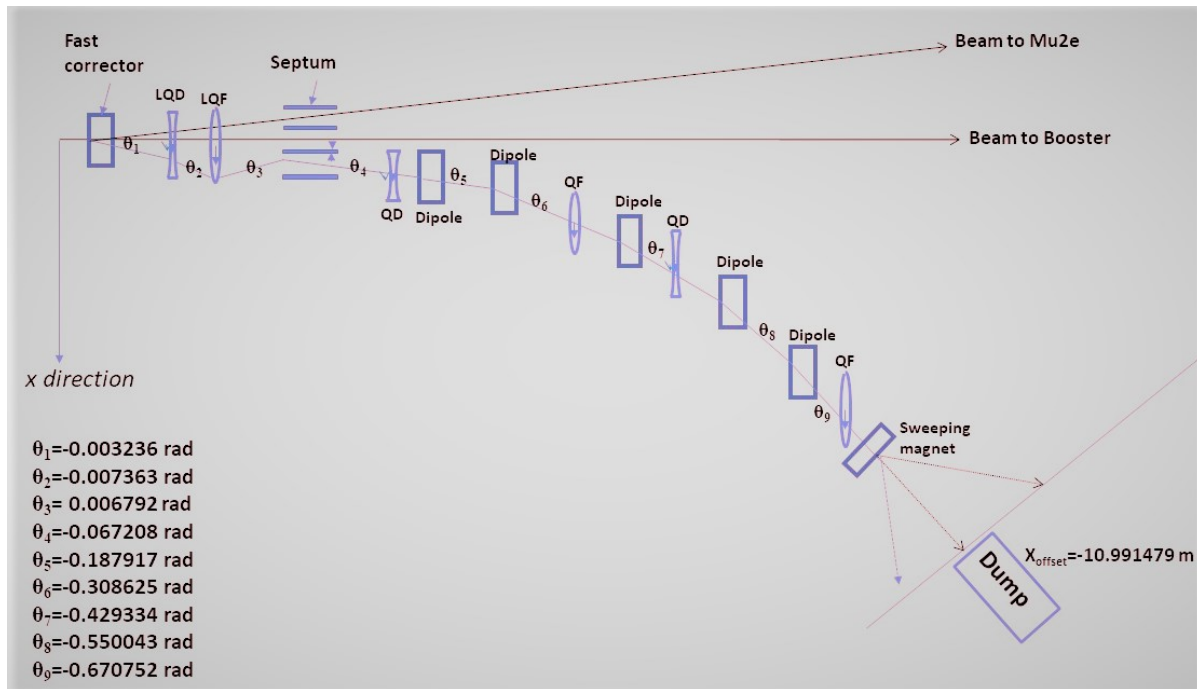 Fast
corrector
Septum
Beam to Mu2e
LQD
LQF
Beam to Booster
θ1
θ2
θ3
θ4
QD
Dipole
θ5
Dipole
θ6
QF
Dipole
θ7
QD
Dipole
θ8
Dipole
QF
θ9
Sweeping
magnet
x direction
θ1=-0.003236 rad
θ2=-0.007363 rad
θ3= 0.006792 rad
θ4=-0.067208 rad
θ5=-0.187917 rad
θ6=-0.308625 rad
θ7=-0.429334 rad
θ8=-0.550043 rad
θ9=-0.670752 rad
Xoffset=-10.991479 m
Dump